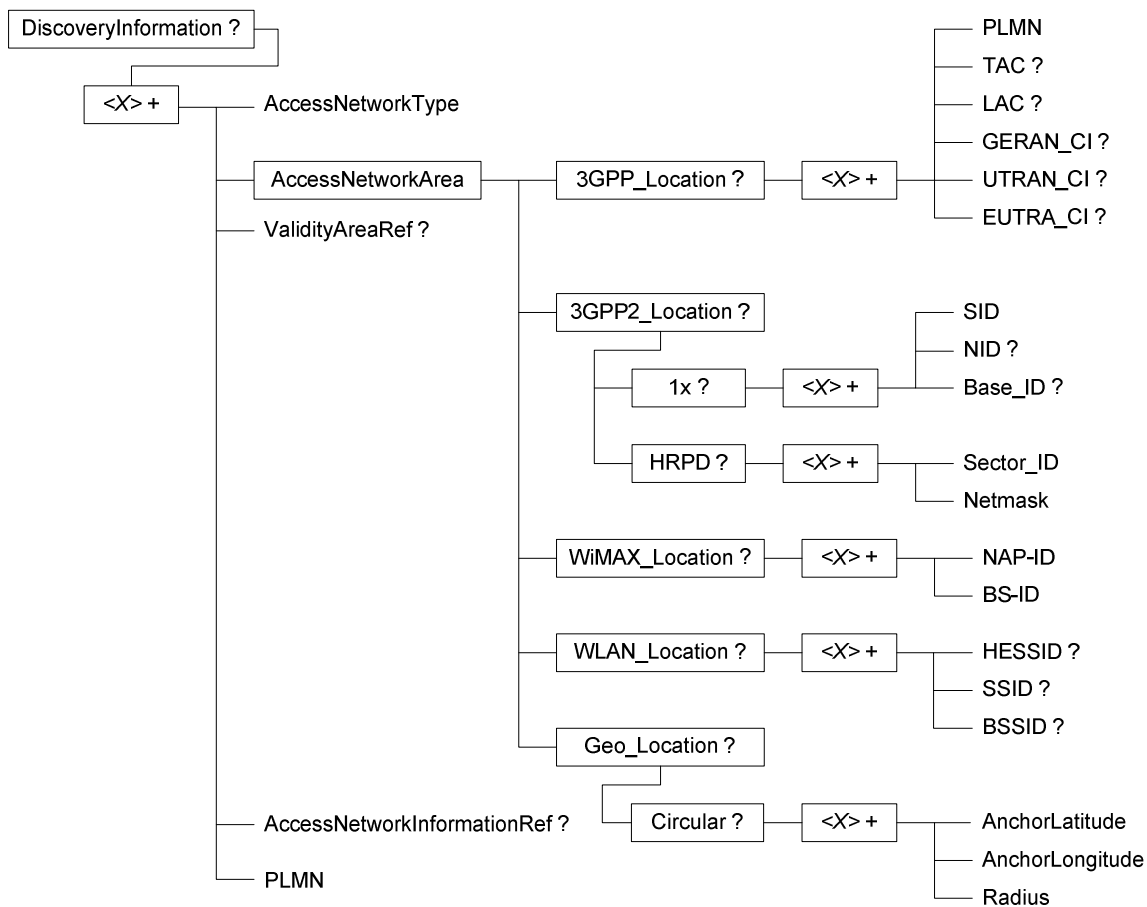 DiscoveryInformation ?
<X> +
AccessNetworkType
AccessNetworkArea
ValidityAreaRef ?
AccessNetworkInformationRef ?
PLMN
3GPP_Location ?
<X> +
PLMN
TAC ?
LAC ?
GERAN_CI ?
UTRAN_CI ?
EUTRA_CI ?
3GPP2_Location ?
1x ?
<X> +
SID
NID ?
Base_ID ?
HRPD ?
<X> +
Sector_ID
Netmask
WiMAX_Location ?
<X> +
NAP-ID
BS-ID
WLAN_Location ?
<X> +
HESSID ?
SSID ?
BSSID ?
Geo_Location ?
Circular ?
<X> +
AnchorLatitude
AnchorLongitude
Radius